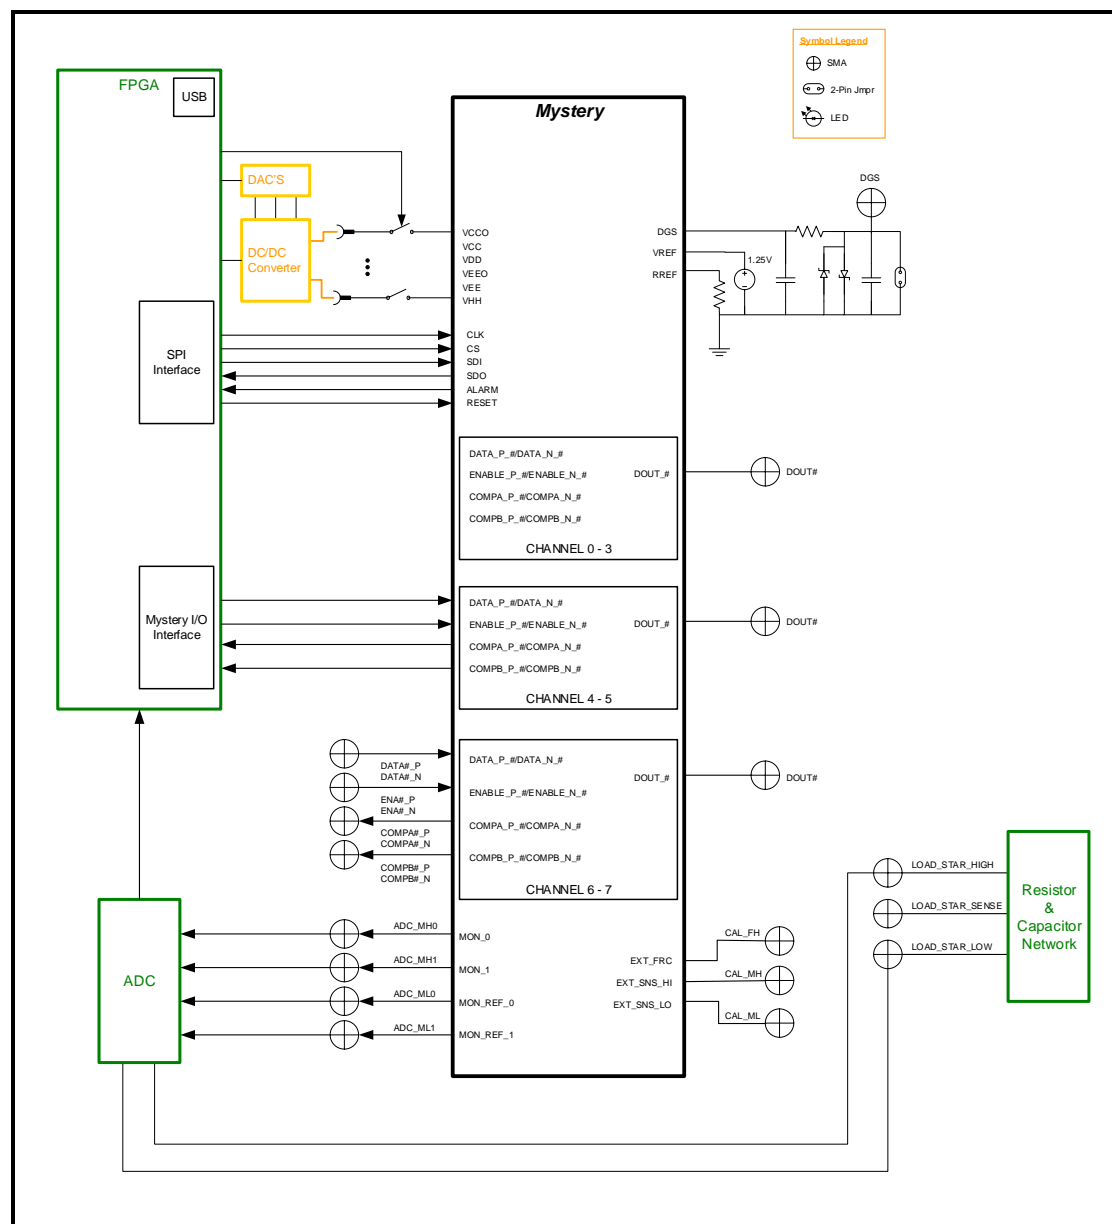 Symbol Legend
SMA
2-Pin Jmpr
LED
FPGA
USB
DAC'S
DC/DC
Converter
SPI
Interface
Mystery I/O
Interface
Mystery
VCCO
VCC
VDD
VEEO
VEE
VHH
CLK
CS
SDI
SDO
ALARM
RESET
DGS
VREF
RREF
1.25V
DGS
DATA_P_#/DATA_N_#
ENABLE_P_#/ENABLE_N_#
COMPA_P_#/COMPA_N_#
COMPB_P_#/COMPB_N_#
DOUT_#
CHANNEL 0 - 3
DOUT#
DATA_P_#/DATA_N_#
ENABLE_P_#/ENABLE_N_#
COMPA_P_#/COMPA_N_#
COMPB_P_#/COMPB_N_#
DOUT_#
CHANNEL 4 - 5
DOUT#
DATA#_P
DATA#_N
ENA#_P
ENA#_N
COMPA#_P
COMPA#_N
COMPB#_P
COMPB#_N
DATA_P_#/DATA_N_#
ENABLE_P_#/ENABLE_N_#
COMPA_P_#/COMPA_N_#
COMPB_P_#/COMPB_N_#
DOUT_#
CHANNEL 6 - 7
DOUT#
ADC
ADC_MH0
ADC_MH1
ADC_ML0
ADC_ML1
MON_0
MON_1
MON_REF_0
MON_REF_1
EXT_FRC
EXT_SNS_HI
EXT_SNS_LO
CAL_FH
CAL_MH
CAL_ML
LOAD_STAR_HIGH
LOAD_STAR_SENSE
LOAD_STAR_LOW
Resistor
&
Capacitor
Network